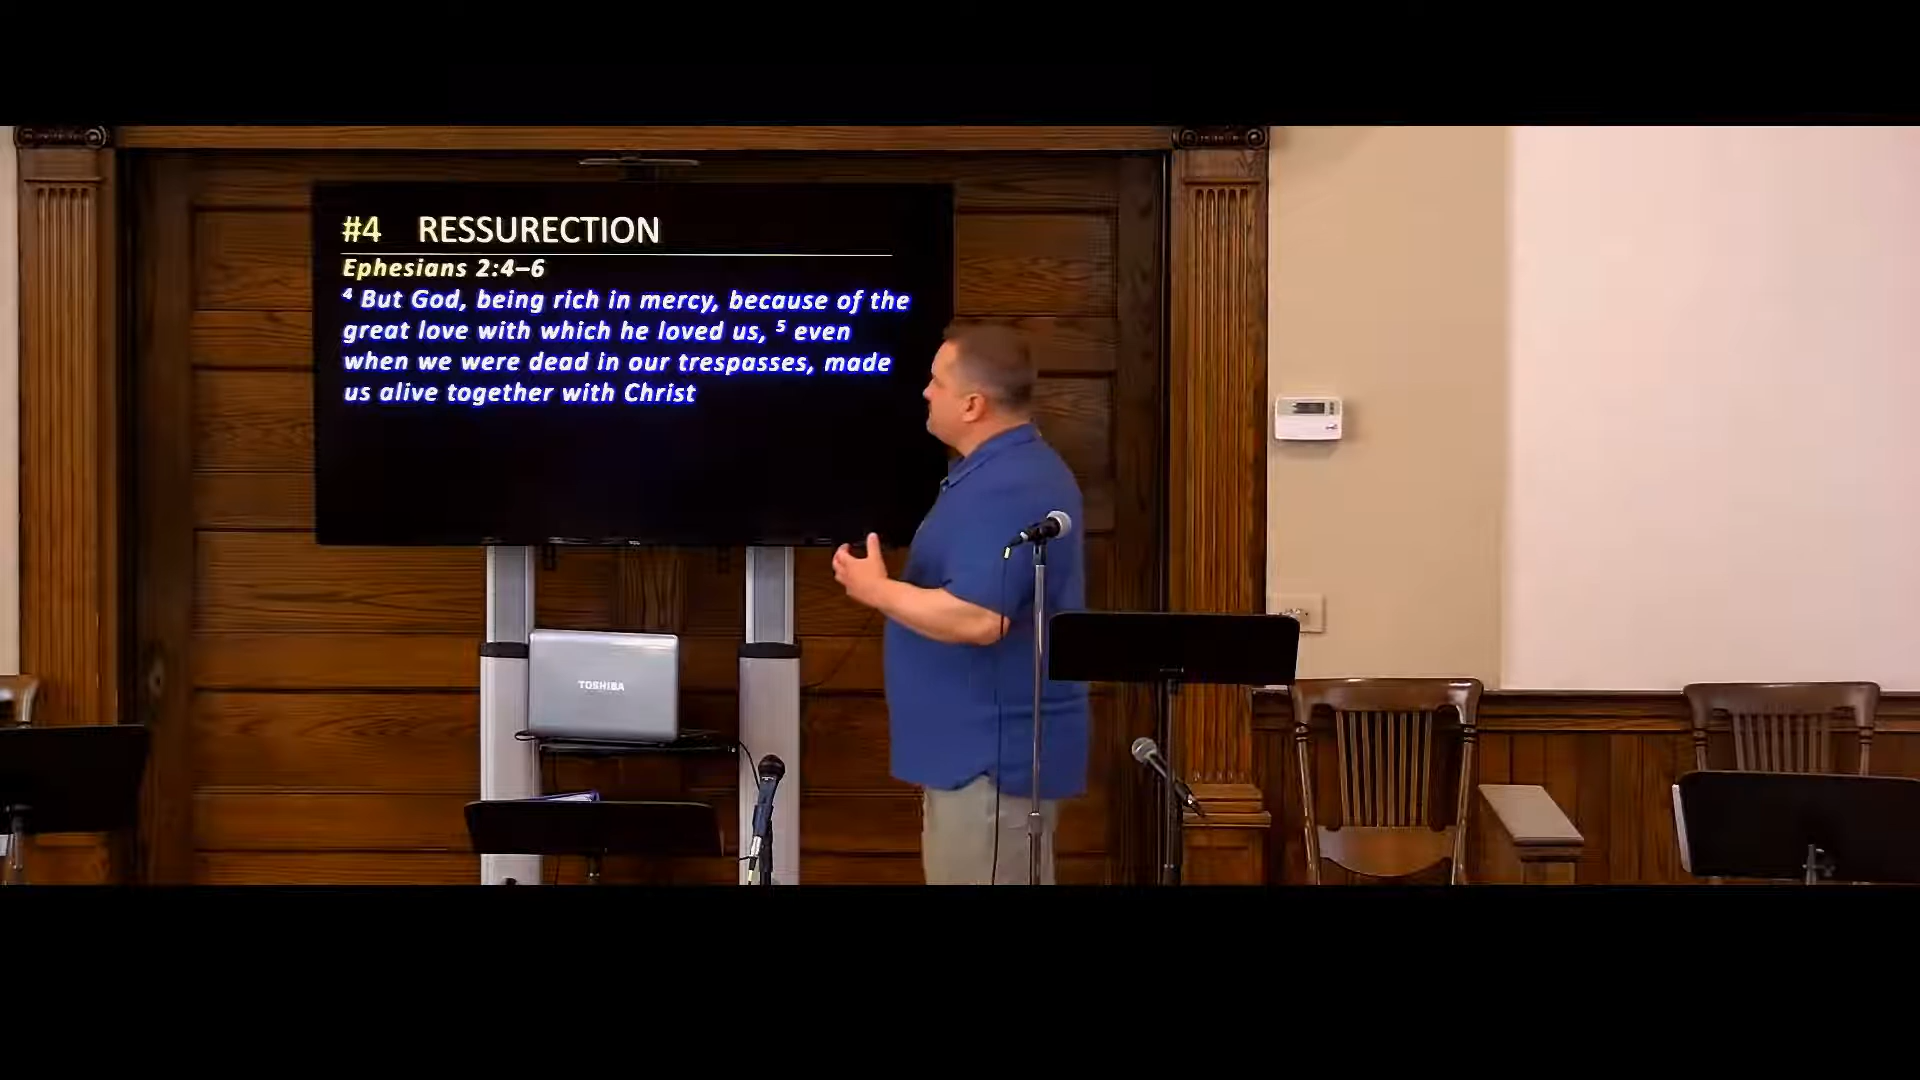 #4 RESSURECTION
Ephesians 2:4–6
⁴ But God, being rich in mercy, because of the
great love with which he loved us, ⁵ even
when we were dead in our trespasses, made
us alive together with Christ
TOSHIBA